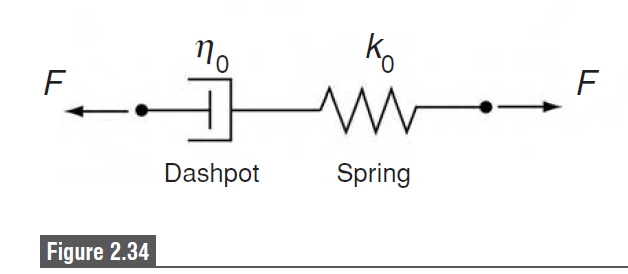 η₀ k₀
F F
Dashpot Spring
Figure 2.34